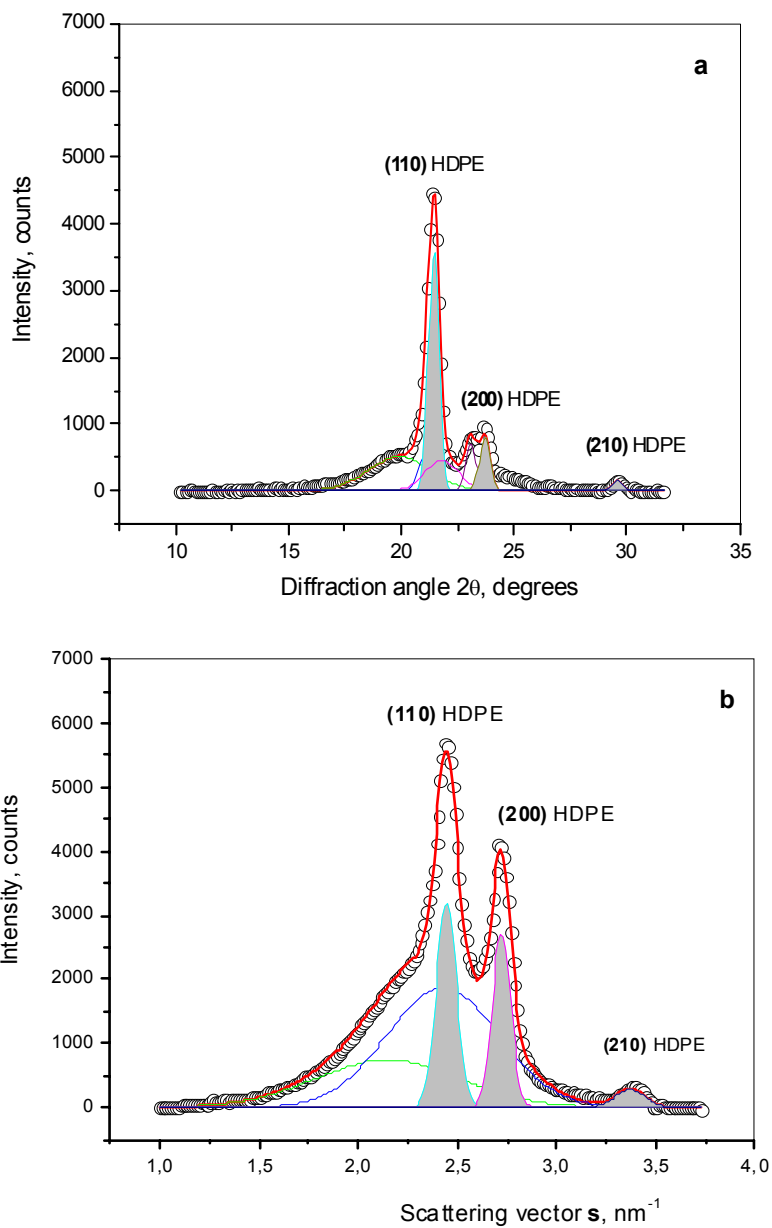 7000
a
6000
5000
(110) HDPE
4000
3000
2000
(200) HDPE
1000
(210) HDPE
0
10 15 20 25 30 35
Intensity, counts
Diffraction angle 2θ, degrees
7000
b
(110) HDPE
6000
5000
(200) HDPE
4000
3000
2000
1000
(210) HDPE
0
1,0 1,5 2,0 2,5 3,0 3,5 4,0
Intensity, counts
Scattering vector s, nm⁻¹